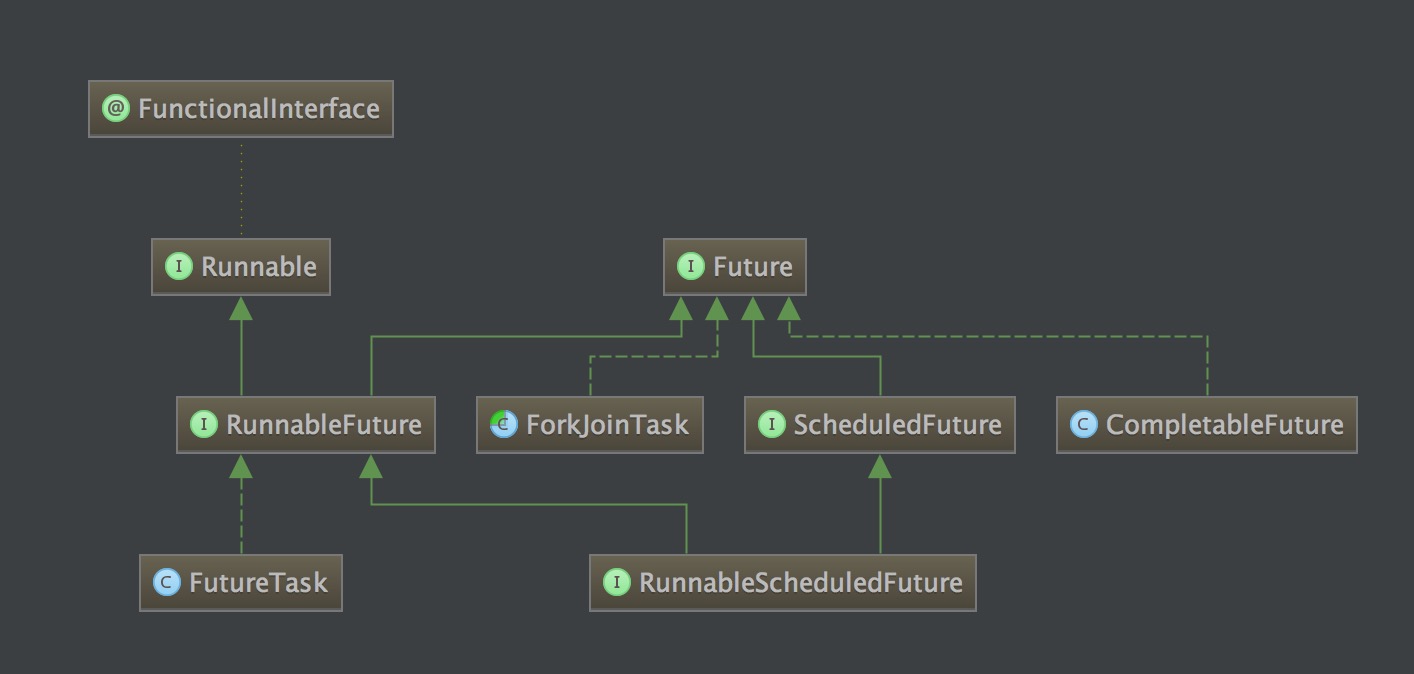 @ FunctionalInterface
I Runnable
I Future
I RunnableFuture
C ForkJoinTask
I ScheduledFuture
C CompletableFuture
C FutureTask
I RunnableScheduledFuture